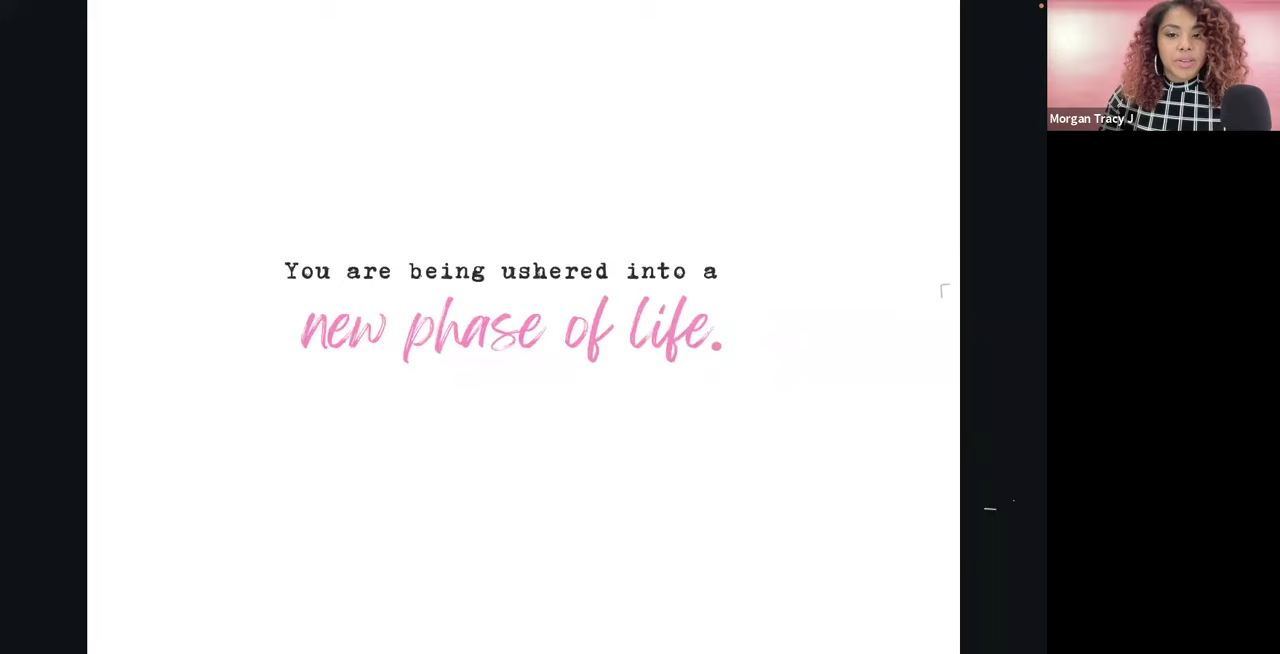 You are being ushered into a
new phase of life.
Morgan Tracy J